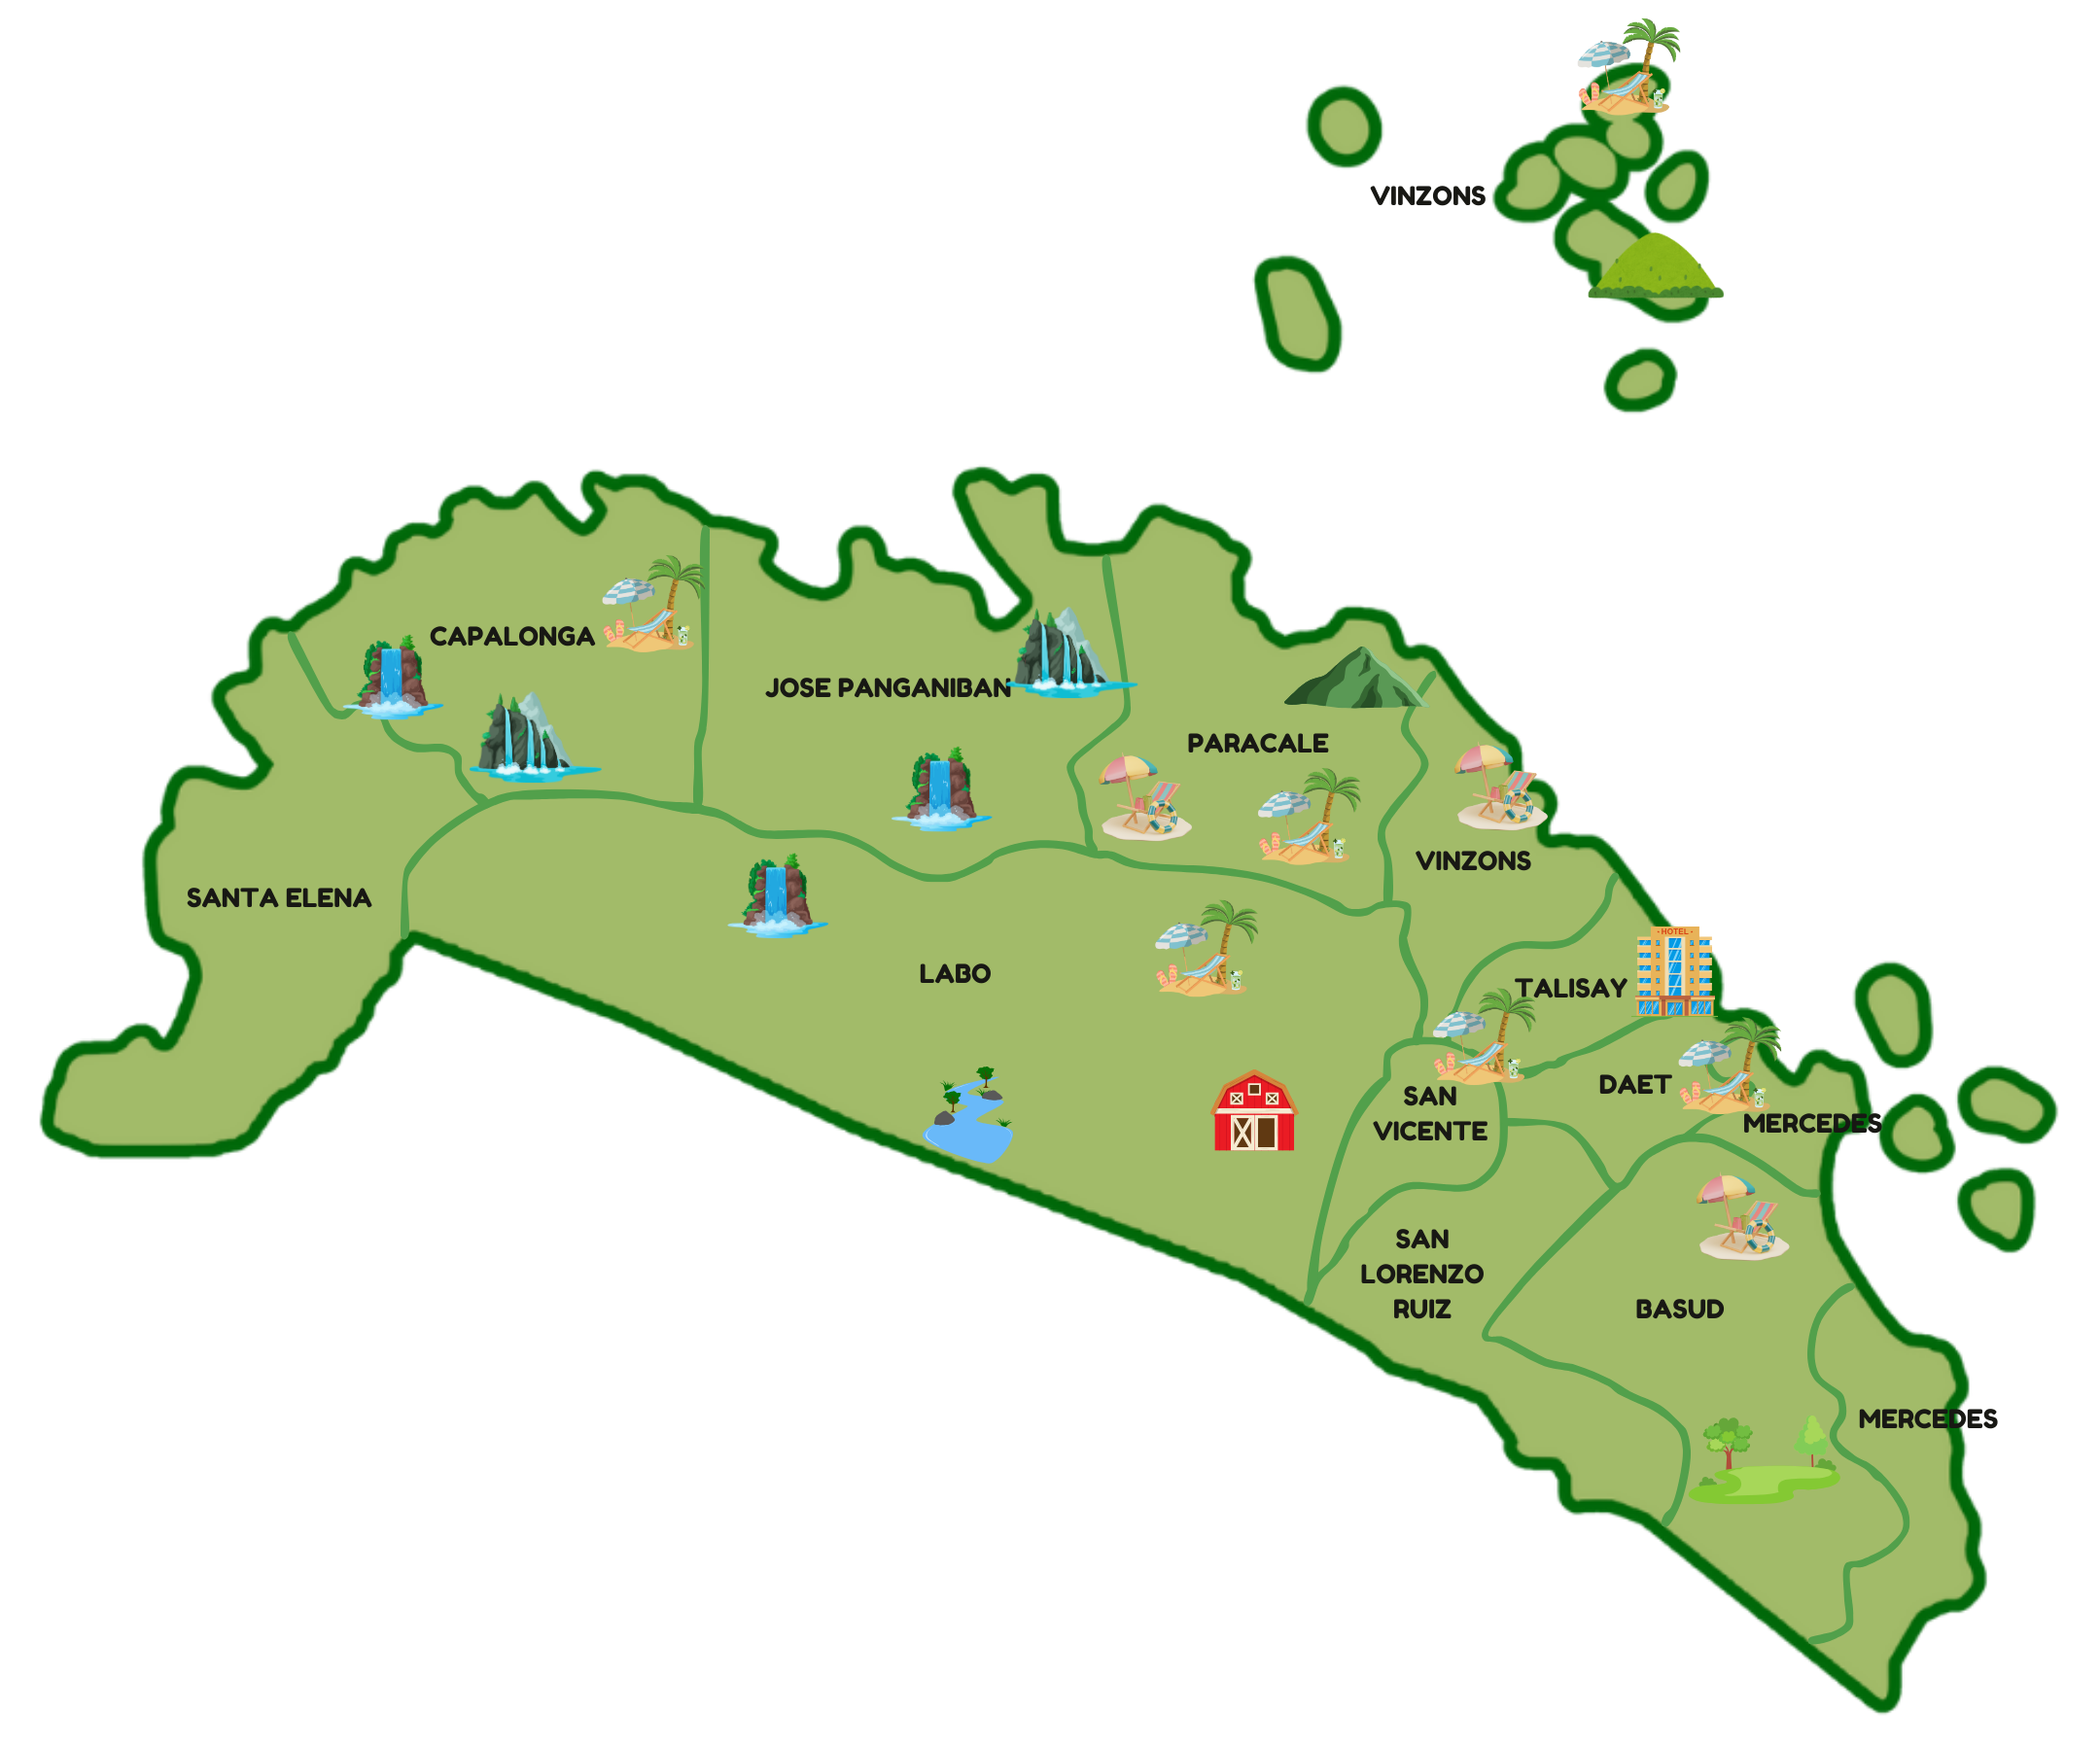 VINZONS
CAPALONGA
JOSE PANGANIBAN
PARACALE
VINZONS
SANTA ELENA
HOTEL
LABO
TALISAY
DAET
SAN
VICENTE
MERCEDES
SAN
LORENZO
RUIZ
BASUD
MERCEDES